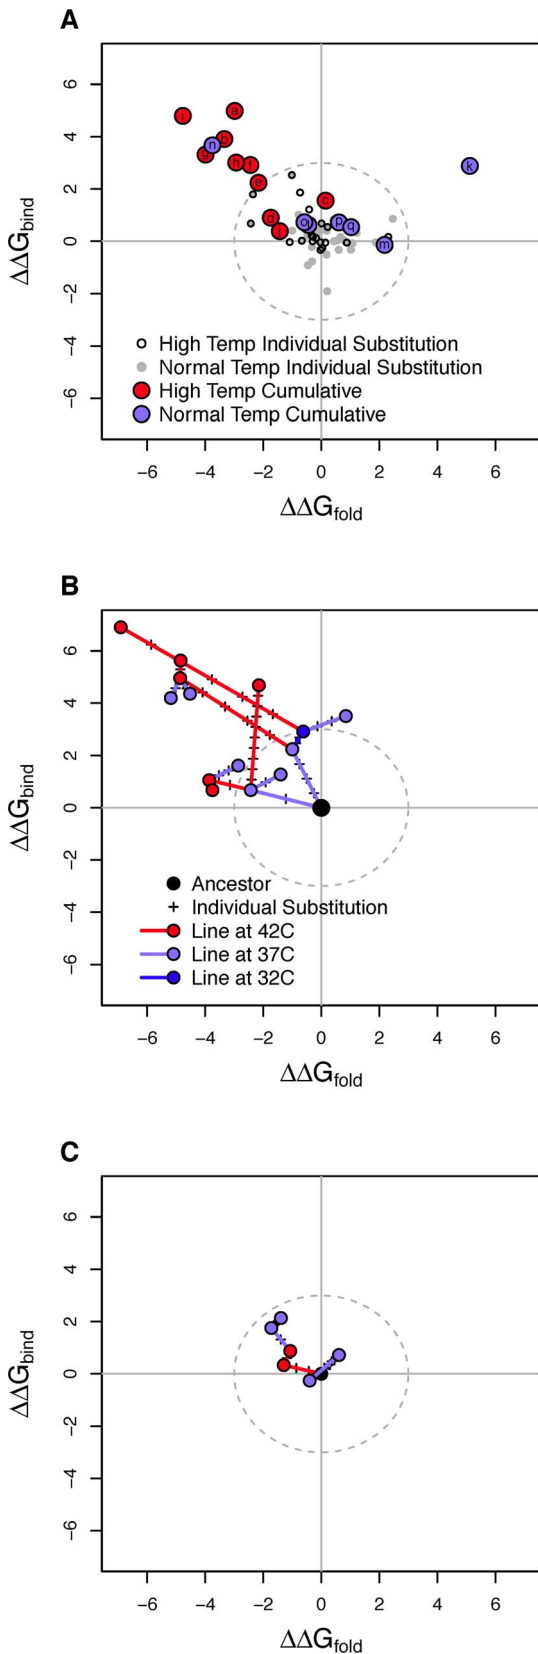 A
6
4
2
0
−2
−4
−6
ΔΔGbind
i
a
b
n
g
h
f
e
k
c
d
o
p
q
j
m
High Temp Individual Substitution
Normal Temp Individual Substitution
High Temp Cumulative
Normal Temp Cumulative
−6 −4 −2 0 2 4 6
ΔΔGfold
B
6
4
2
0
−2
−4
−6
ΔΔGbind
Ancestor
Individual Substitution
Line at 42C
Line at 37C
Line at 32C
−6 −4 −2 0 2 4 6
ΔΔGfold
C
6
4
2
0
−2
−4
−6
ΔΔGbind
−6 −4 −2 0 2 4 6
ΔΔGfold